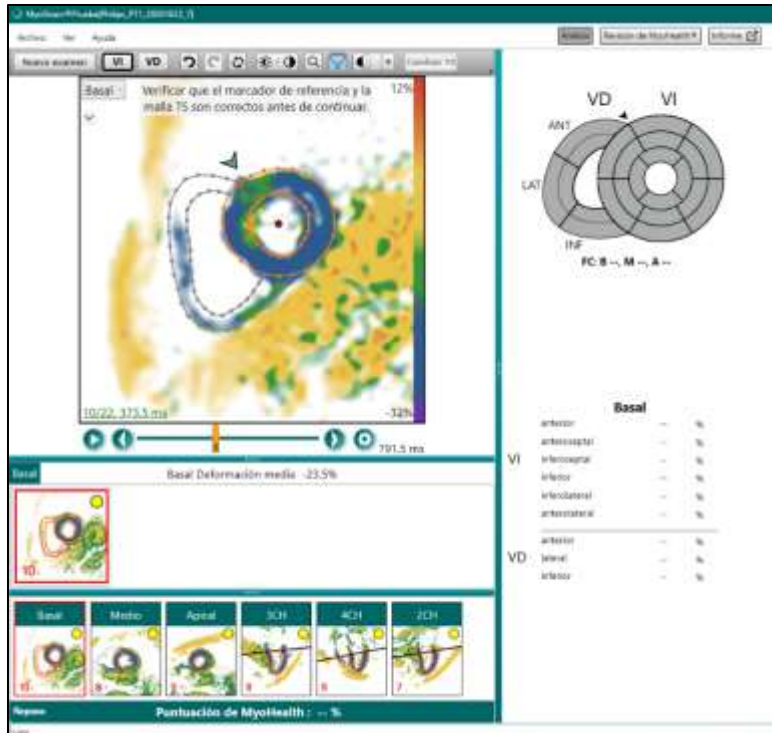 Archivo Ver Ayuda
Análisis Revisión de MyoHealth Informe
Nuevo examen VI VD
Basal
Verificar que el marcador de referencia y la
malla TS son correctos antes de continuar.
12%
10/22, 373.5 ms
-32%
791.5 ms
Basal Basal Deformación media -23.5%
10
Basal Medio Apical 3CH 4CH 2CH
Reposo Puntuación de MyoHealth : -- %
VD VI
ANT
LAT
INF
FC: B --, M --, A --
Basal
VI
anterior -- %
anteroseptal -- %
inferoseptal -- %
inferior -- %
inferolateral -- %
anterolateral -- %
VD
anterior -- %
lateral -- %
inferior -- %